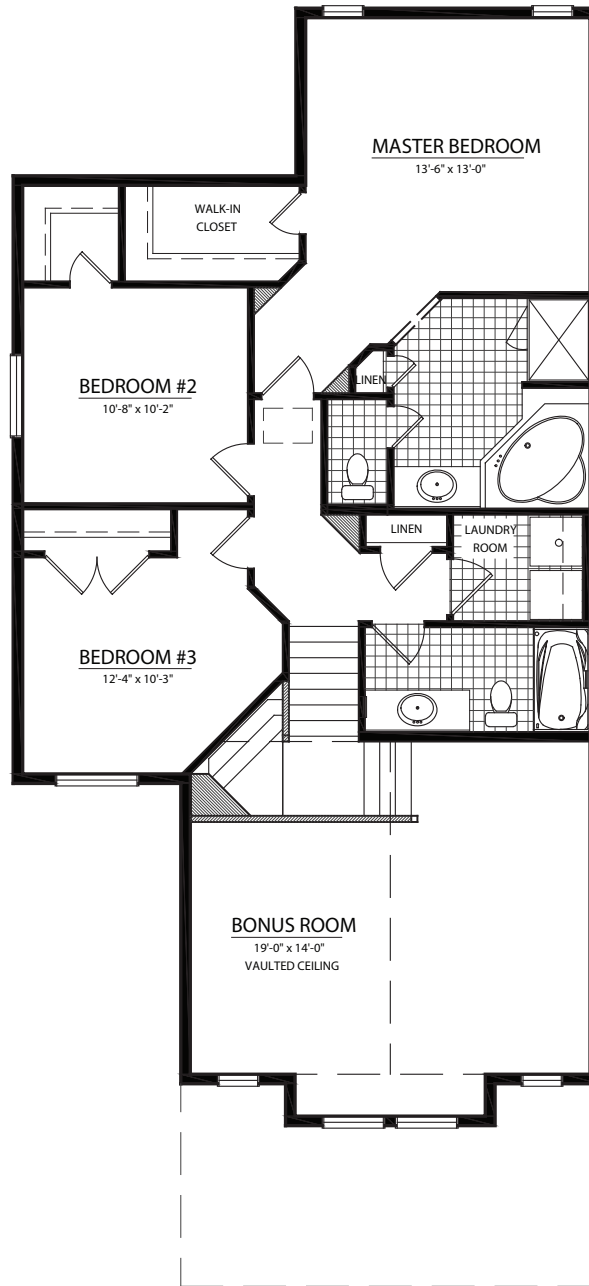 MASTER BEDROOM
13'-6" x 13'-0"
WALK-IN
CLOSET
LINEN
BEDROOM #2
10'-8" x 10'-2"
LINEN
LAUNDRY
ROOM
BEDROOM #3
12'-4" x 10'-3"
BONUS ROOM
19'-0" x 14'-0"
VAULTED CEILING